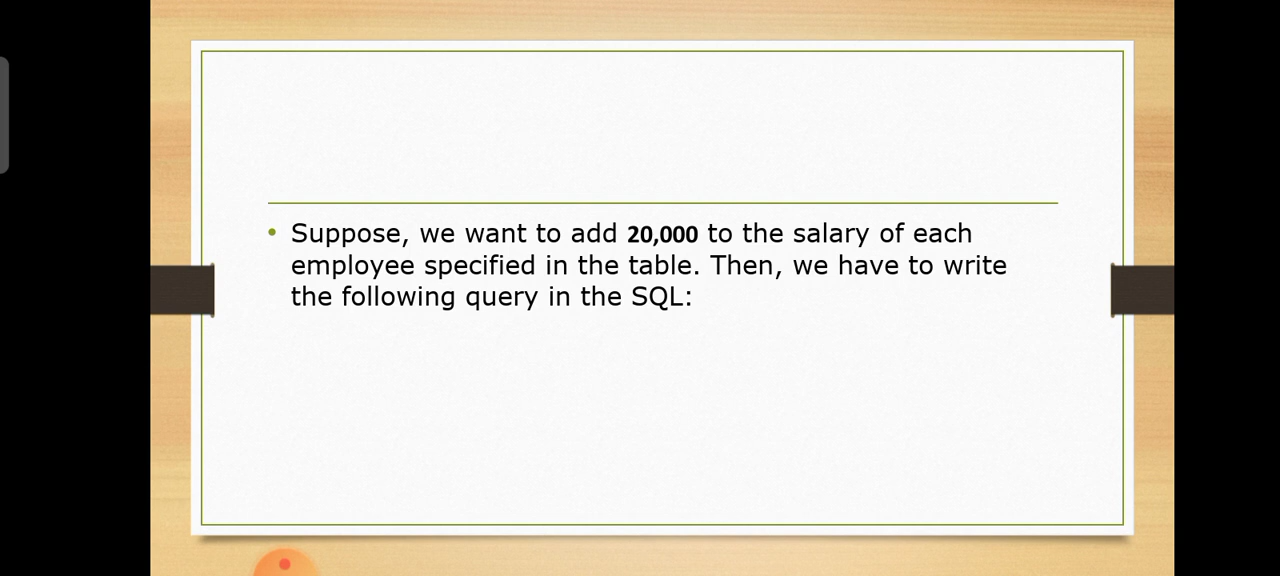 • Suppose, we want to add 20,000 to the salary of each
employee specified in the table. Then, we have to write
the following query in the SQL: